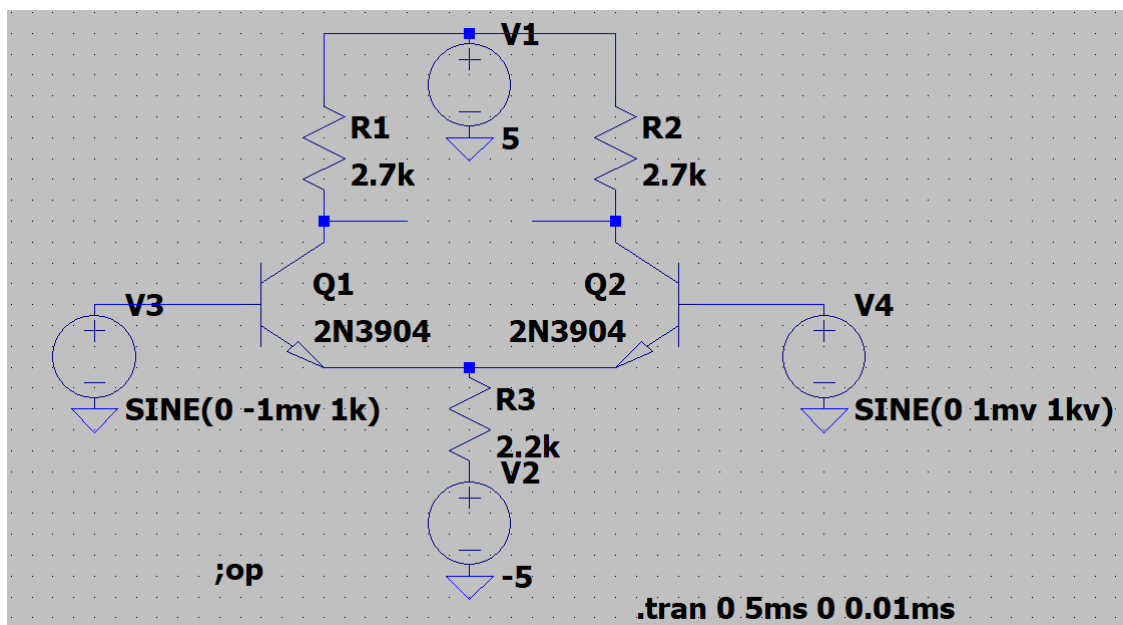 V1
R1
R2
5
2.7k
2.7k
Q1
Q2
V3
V4
2N3904
2N3904
R3
SINE(0 -1mv 1k)
SINE(0 1mv 1kv)
2.2k
V2
;op
-5
.tran 0 5ms 0 0.01ms